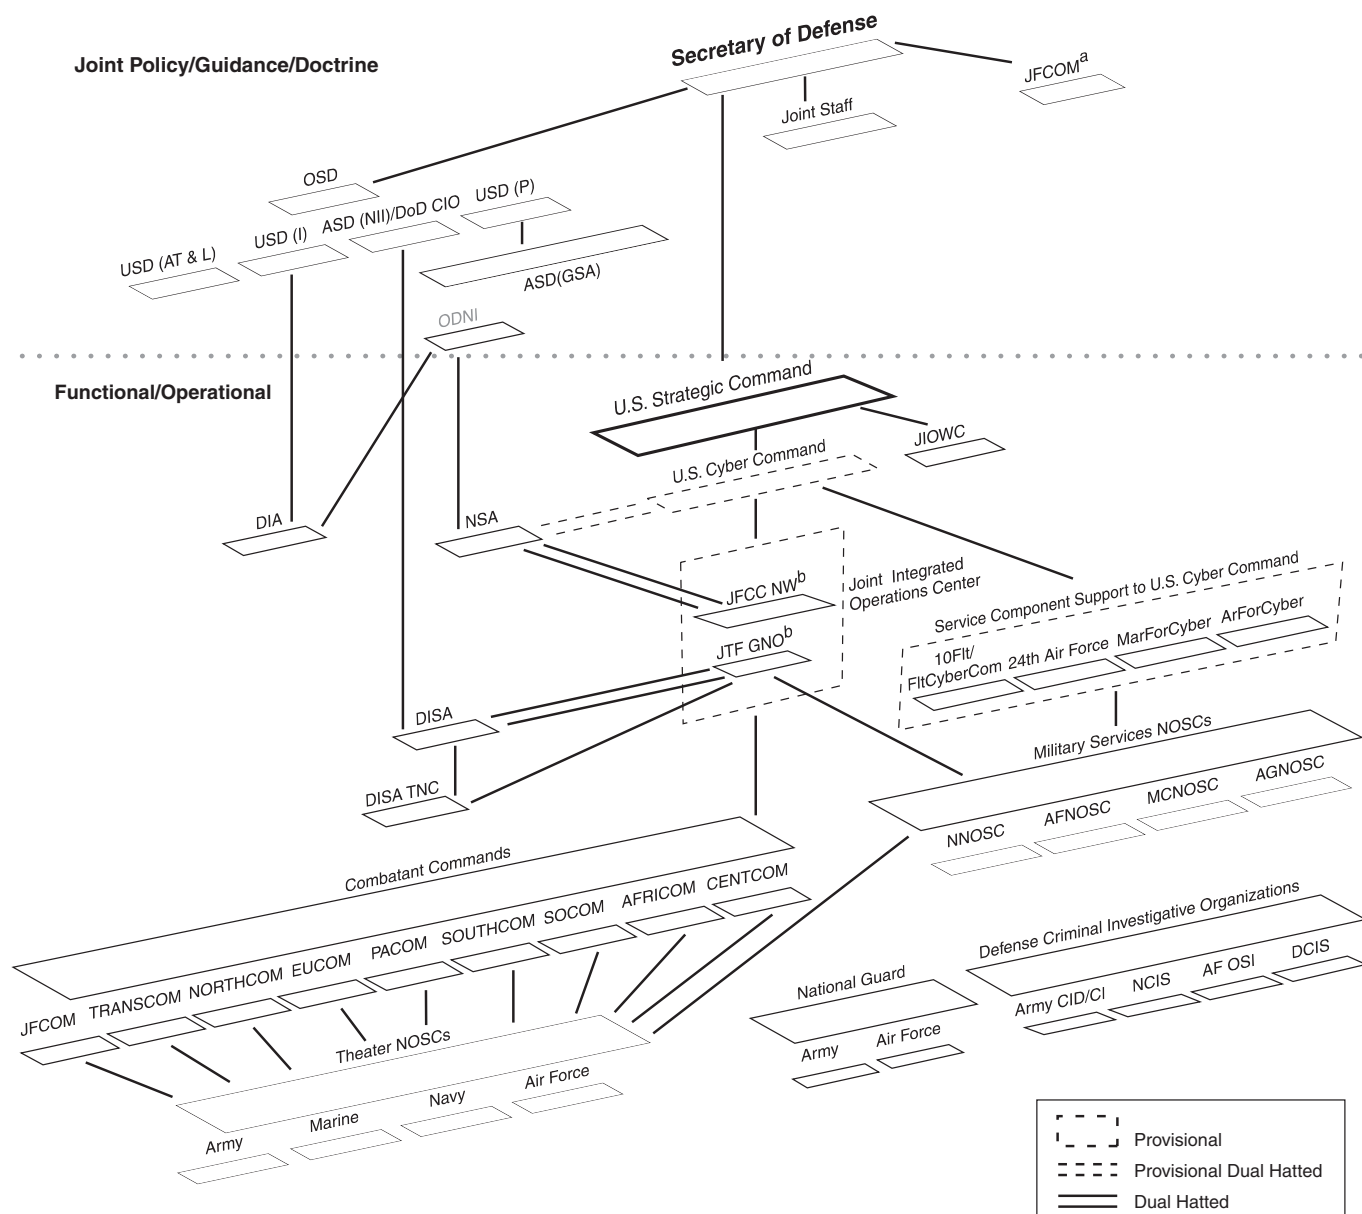 Secretary of Defense
Joint Policy/Guidance/Doctrine
JFCOMa
Joint Staff
OSD
USD (P)
ASD (NII)/DoD CIO
USD (I)
USD (AT & L)
ASD(GSA)
ODNI
Functional/Operational
U.S. Strategic Command
JIOWC
U.S. Cyber Command
DIA
NSA
Joint Integrated
Operations Center
JFCC NWb
JTF GNOb
Service Component Support to U.S. Cyber Command
10Flt/
FltCyberCom
24th Air Force
MarForCyber
ArForCyber
DISA
DISA TNC
Military Services NOSCs
NNOSC
AFNOSC
MCNOSC
AGNOSC
Combatant Commands
JFCOM
TRANSCOM
NORTHCOM
EUCOM
PACOM
SOUTHCOM
SOCOM
AFRICOM
CENTCOM
Theater NOSCs
Army
Marine
Navy
Air Force
National Guard
Army
Air Force
Defense Criminal Investigative Organizations
Army CID/CI
NCIS
AF OSI
DCIS
Provisional
Provisional Dual Hatted
Dual Hatted